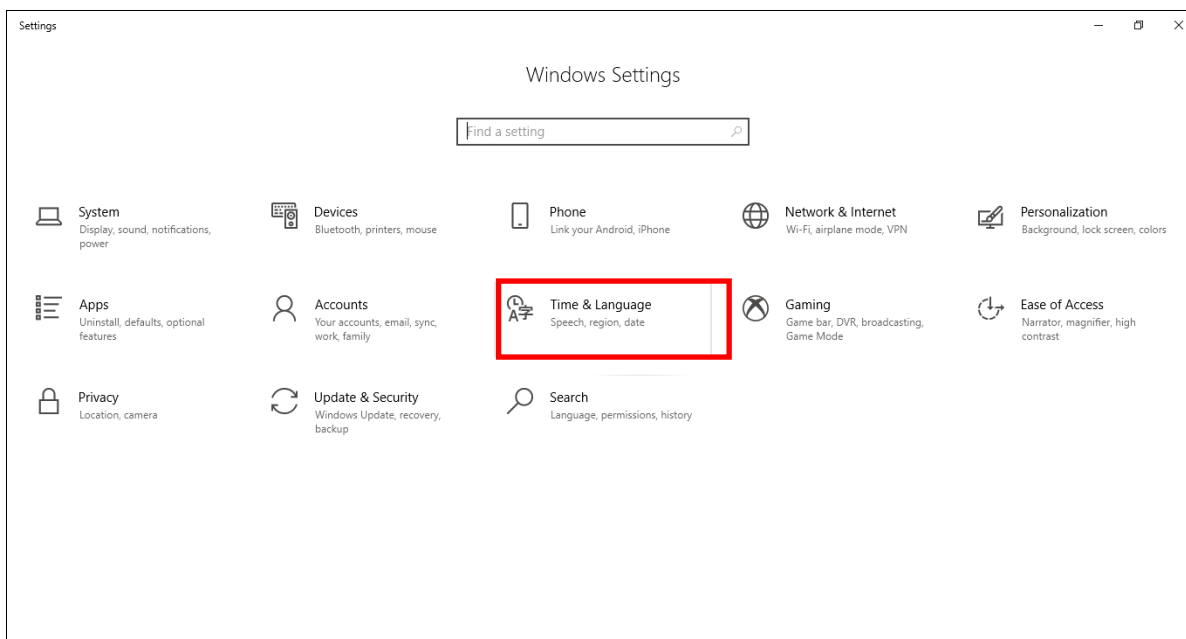 Settings
Windows Settings
Find a setting
System
Display, sound, notifications,
power
Devices
Bluetooth, printers, mouse
Phone
Link your Android, iPhone
Network & Internet
Wi-Fi, airplane mode, VPN
Personalization
Background, lock screen, colors
Apps
Uninstall, defaults, optional
features
Accounts
Your accounts, email, sync,
work, family
Time & Language
Speech, region, date
Gaming
Game bar, DVR, broadcasting,
Game Mode
Ease of Access
Narrator, magnifier, high
contrast
Privacy
Location, camera
Update & Security
Windows Update, recovery,
backup
Search
Language, permissions, history